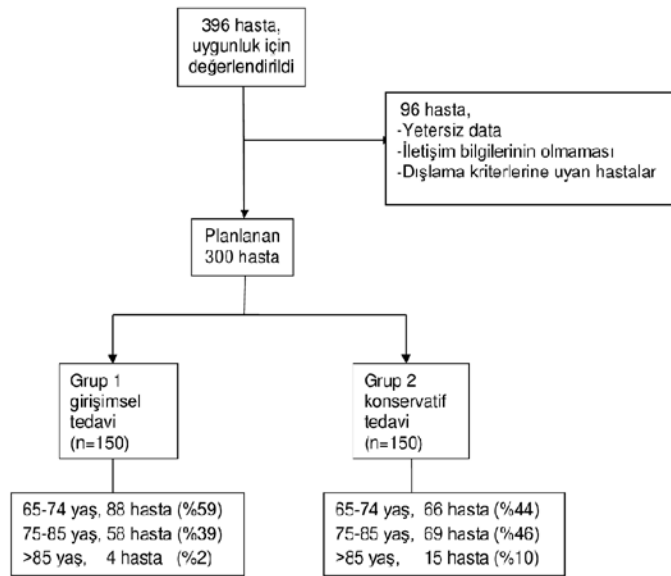 396 hasta,
uygunluk için
değerlendirildi
96 hasta,
-Yetersiz data
-İletişim bilgilerinin olmaması
-Dışlama kriterlerine uyan hastalar
Planlanan
300 hasta
Grup 1
girişimsel
tedavi
(n=150)
Grup 2
konservatif
tedavi
(n=150)
65-74 yaş, 88 hasta (%59)
75-85 yaş, 58 hasta (%39)
>85 yaş, 4 hasta (%2)
65-74 yaş, 66 hasta (%44)
75-85 yaş, 69 hasta (%46)
>85 yaş, 15 hasta (%10)